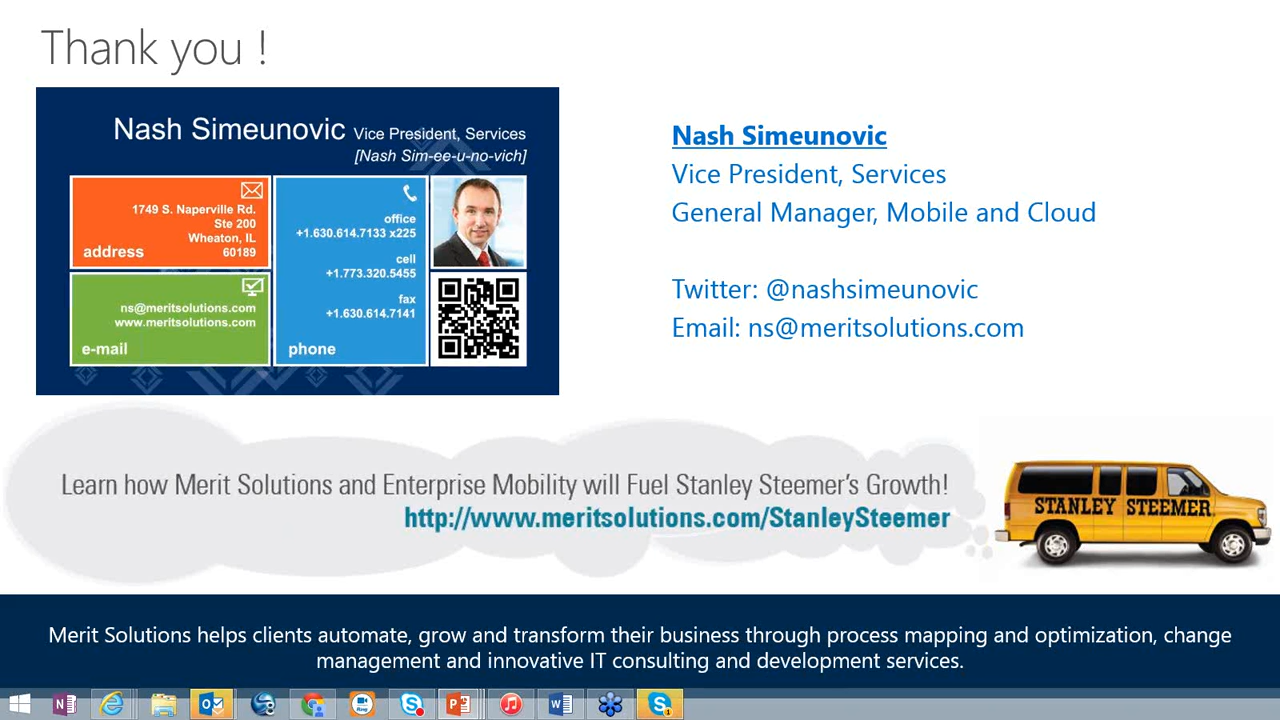 Thank you !
Nash Simeunovic Vice President, Services
[Nash Sim-ee-u-no-vich]
1749 S. Naperville Rd.
Ste 200
Wheaton, IL
60189
address
office
+1.630.614.7133 x225
cell
+1.773.320.5455
fax
+1.630.614.7141
phone
ns@meritsolutions.com
www.meritsolutions.com
e-mail
Nash Simeunovic
Vice President, Services
General Manager, Mobile and Cloud
Twitter: @nashsimeunovic
Email: ns@meritsolutions.com
Learn how Merit Solutions and Enterprise Mobility will Fuel Stanley Steemer's Growth!
http://www.meritsolutions.com/StanleySteemer
STANLEY STEEMER
Merit Solutions helps clients automate, grow and transform their business through process mapping and optimization, change
management and innovative IT consulting and development services.